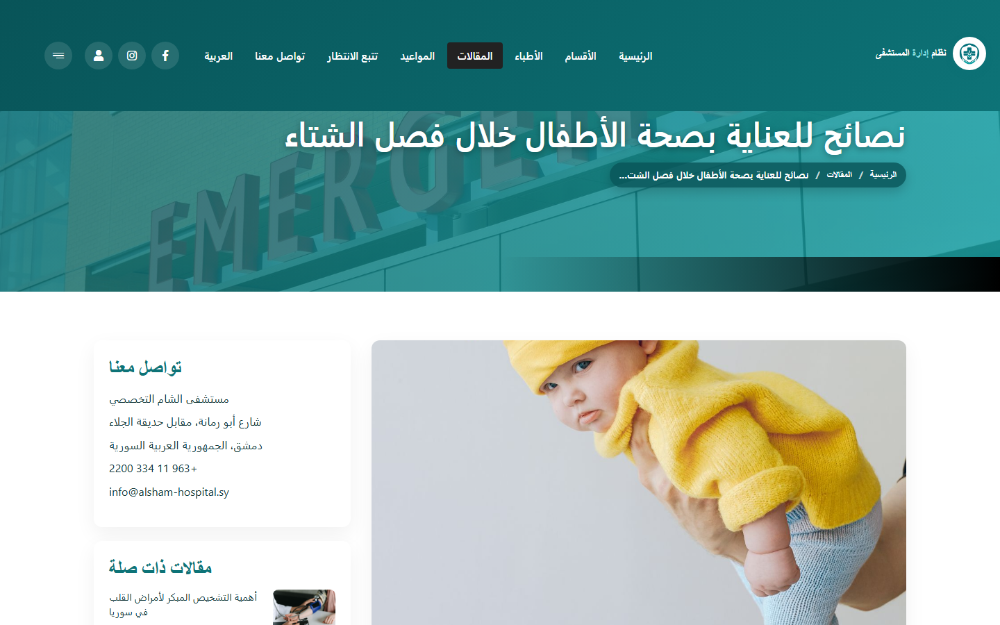 نظام إدارة المستشفى
الرئيسية
الأقسام
الأطباء
المقالات
المواعيد
تتبع الانتظار
تواصل معنا
العربية
EMERGEN
نصائح للعناية بصحة الأطفال خلال فصل الشتاء
الرئيسية / المقالات / نصائح للعناية بصحة الأطفال خلال فصل الشت...
تواصل معنا
مستشفى الشام التخصصي
شارع أبو رمانة، مقابل حديقة الجلاء
دمشق، الجمهورية العربية السورية
2200 334 11 963+
info@alsham-hospital.sy
مقالات ذات صلة
أهمية التشخيص المبكر لأمراض القلب
في سوريا